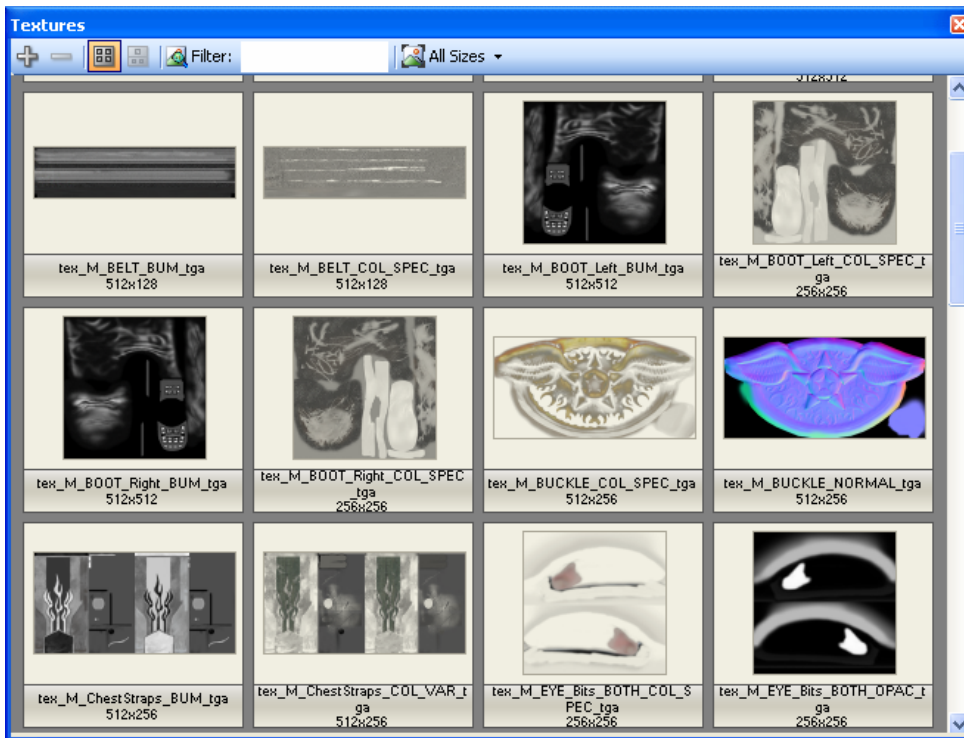 Textures
Filter:
All Sizes
512x512
tex_M_BELT_BUM_tga
512x128
tex_M_BELT_COL_SPEC_tga
512x128
tex_M_BOOT_Left_BUM_tga
512x512
tex_M_BOOT_Left_COL_SPEC_t
ga
256x256
tex_M_BOOT_Right_BUM_tga
512x512
tex_M_BOOT_Right_COL_SPEC
_tga
256x256
tex_M_BUCKLE_COL_SPEC_tga
512x256
tex_M_BUCKLE_NORMAL_tga
512x256
tex_M_ChestStraps_BUM_tga
512x256
tex_M_ChestStraps_COL_VAR_t
ga
512x256
tex_M_EYE_Bits_BOTH_COL_S
PEC_tga
256x256
tex_M_EYE_Bits_BOTH_OPAC_t
ga
256x256